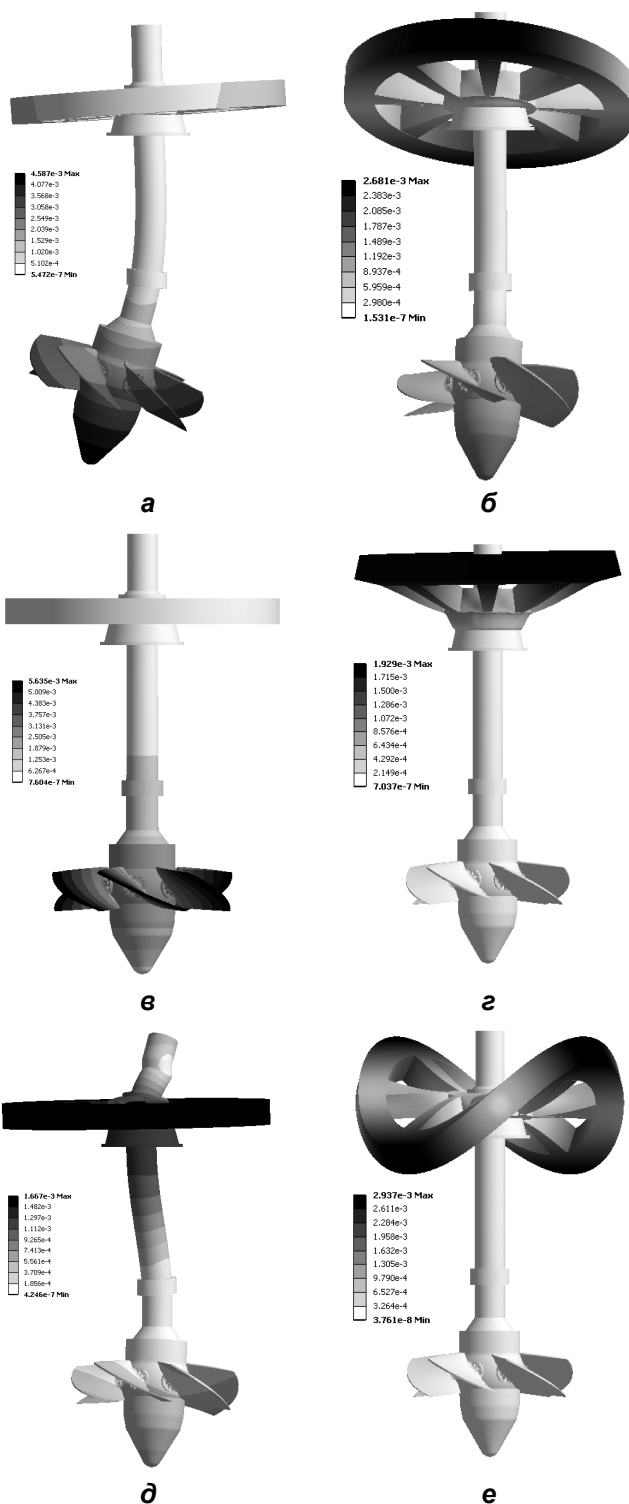 4.587e-3 Max
4.077e-3
3.568e-3
3.058e-3
2.549e-3
2.039e-3
1.529e-3
1.020e-3
5.102e-4
5.472e-7 Min
а
2.681e-3 Max
2.383e-3
2.085e-3
1.787e-3
1.489e-3
1.192e-3
8.937e-4
5.959e-4
2.980e-4
1.531e-7 Min
б
5.635e-3 Max
5.009e-3
4.383e-3
3.757e-3
3.131e-3
2.505e-3
1.879e-3
1.253e-3
6.267e-4
7.604e-7 Min
в
1.929e-3 Max
1.715e-3
1.500e-3
1.286e-3
1.072e-3
8.576e-4
6.434e-4
4.292e-4
2.149e-4
7.037e-7 Min
г
1.667e-3 Max
1.482e-3
1.297e-3
1.112e-3
9.265e-4
7.413e-4
5.561e-4
3.709e-4
1.856e-4
4.246e-7 Min
д
2.937e-3 Max
2.611e-3
2.284e-3
1.958e-3
1.632e-3
1.305e-3
9.790e-4
6.527e-4
3.264e-4
3.761e-8 Min
е